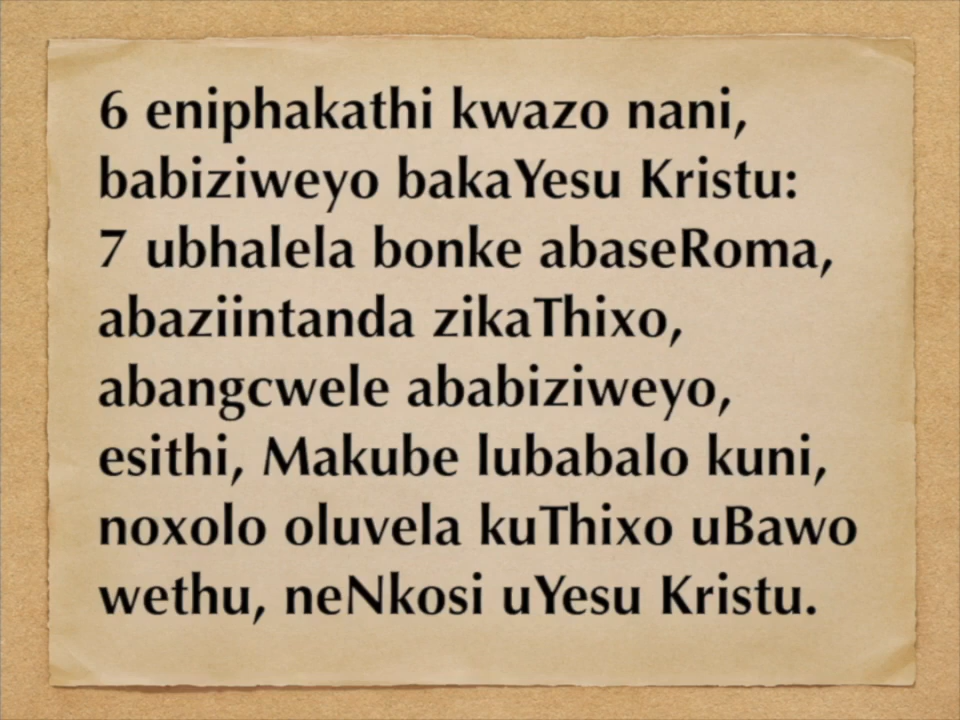 6 eniphakathi kwazo nani,
babiziweyo bakaYesu Kristu:
7 ubhalela bonke abaseRoma,
abaziintanda zikaThixo,
abangcwele ababiziweyo,
esithi, Makube lubabalo kuni,
noxolo oluvela kuThixo uBawo
wethu, neNkosi uYesu Kristu.